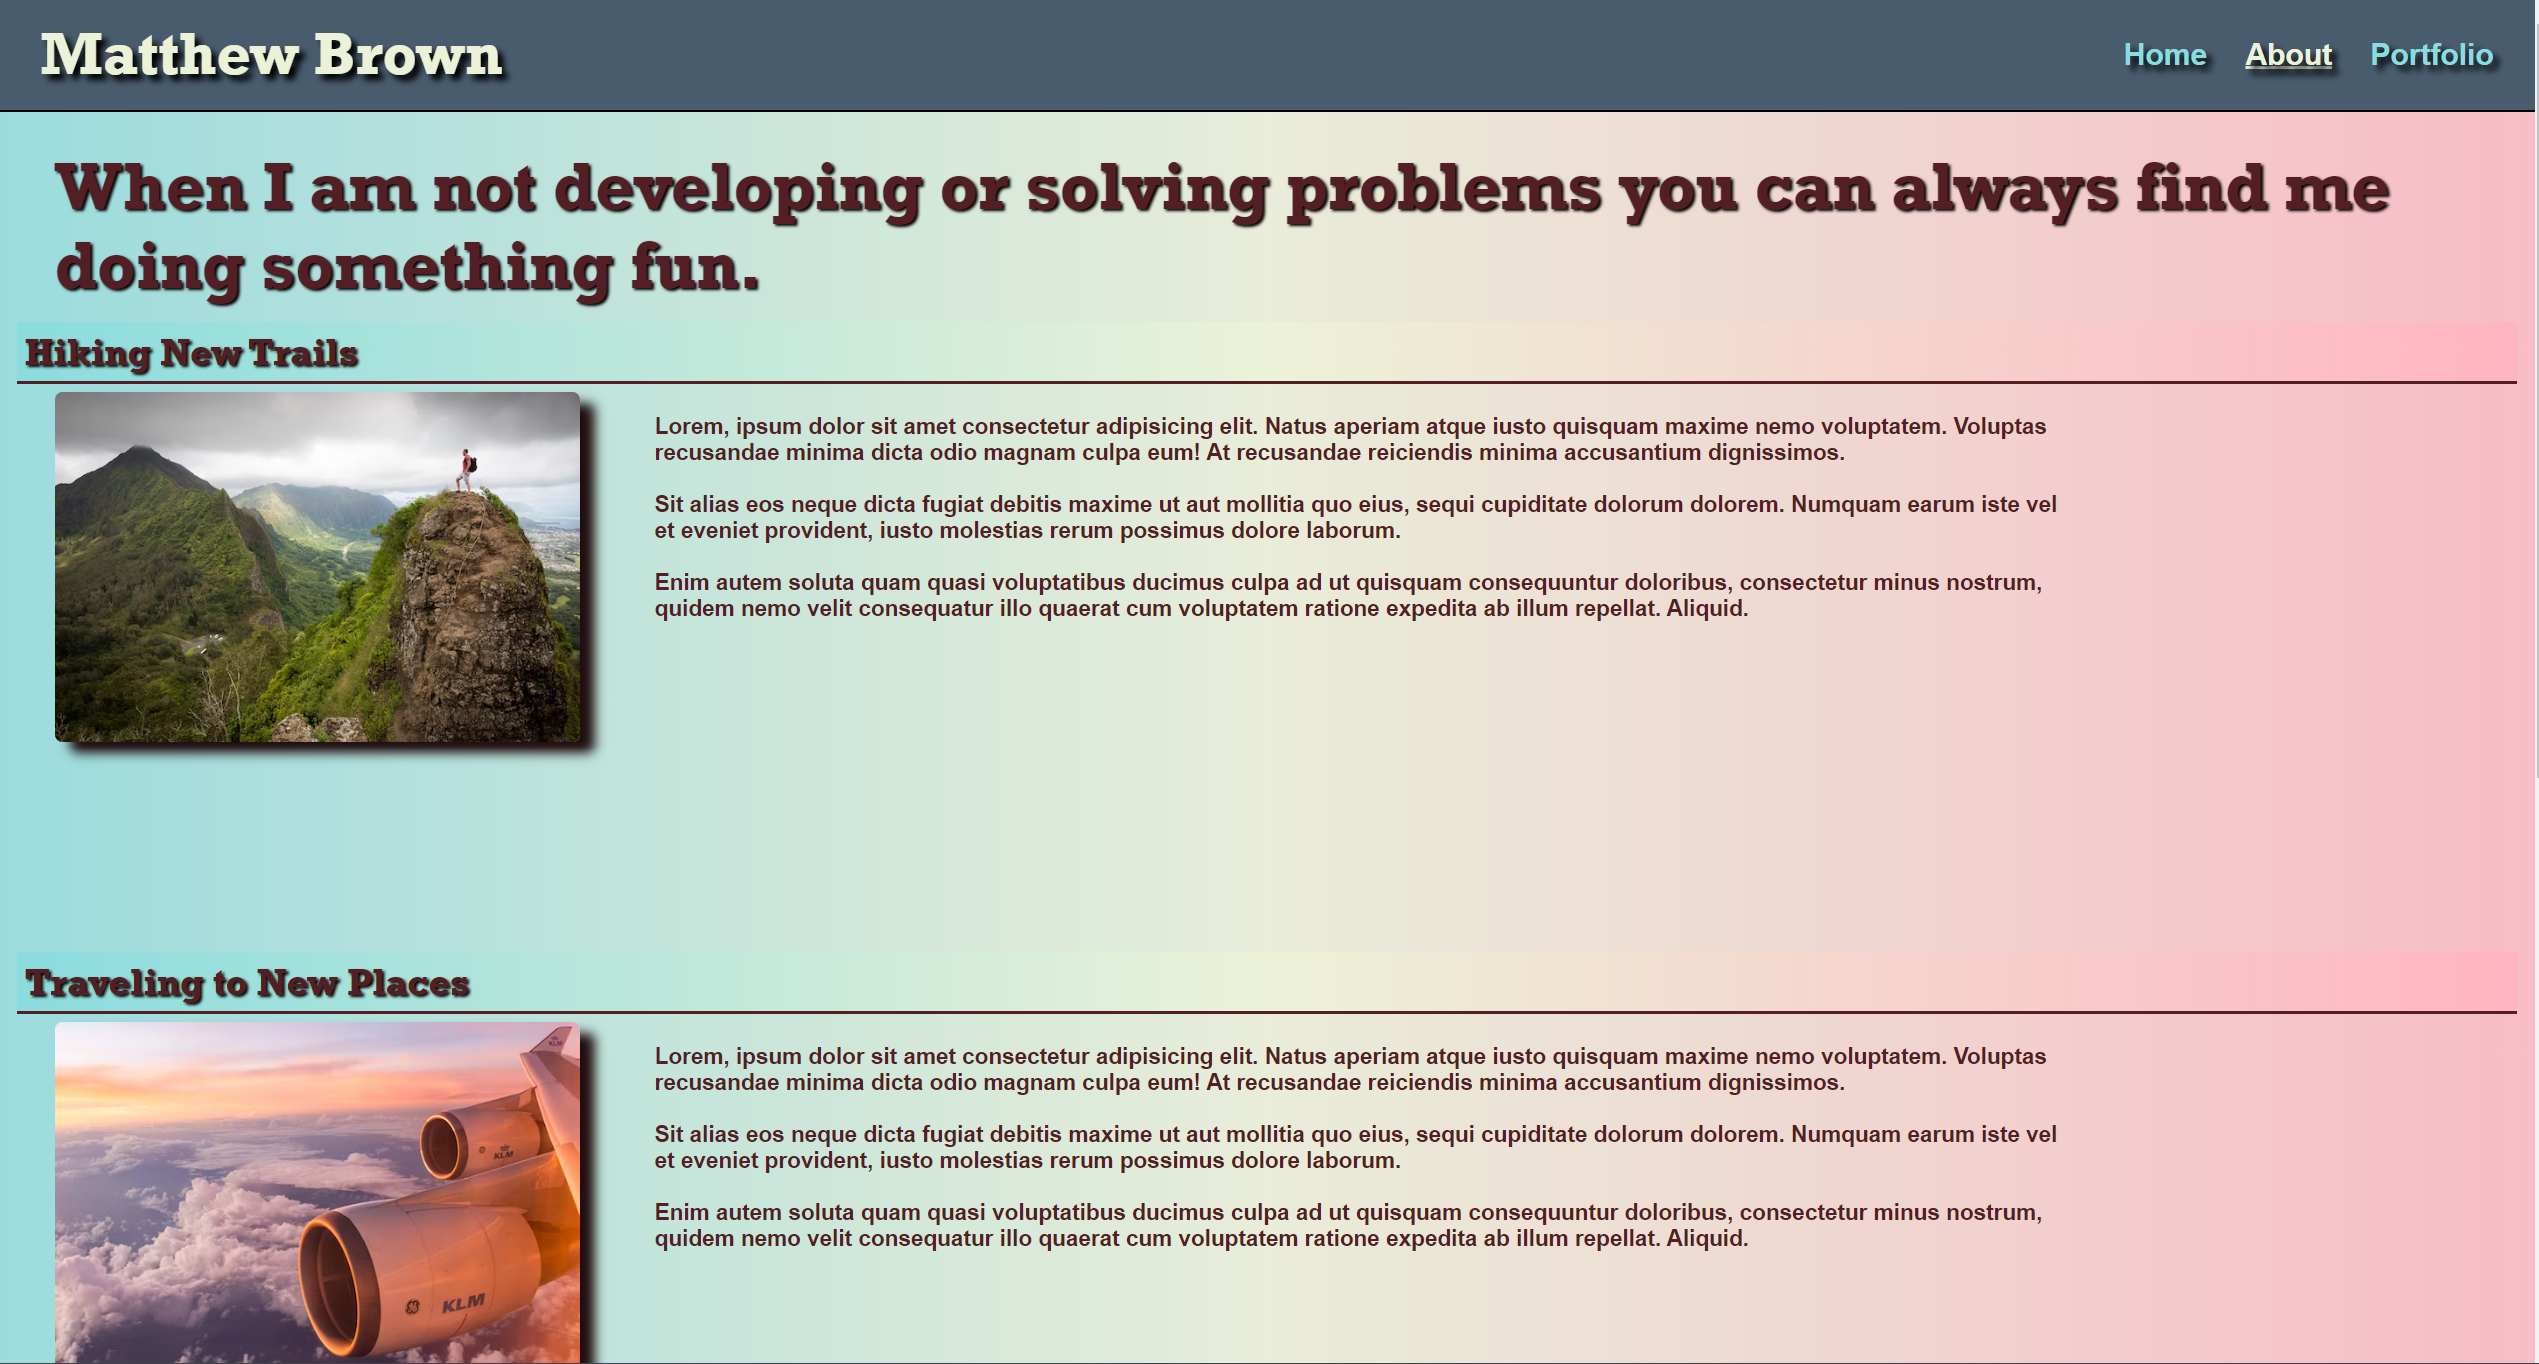 Matthew Brown
Home About Portfolio
When I am not developing or solving problems you can always find me
doing something fun.
Hiking New Trails
Lorem, ipsum dolor sit amet consectetur adipisicing elit. Natus aperiam atque iusto quisquam maxime nemo voluptatem. Voluptas
recusandae minima dicta odio magnam culpa eum! At recusandae reiciendis minima accusantium dignissimos.
Sit alias eos neque dicta fugiat debitis maxime ut aut mollitia quo eius, sequi cupiditate dolorum dolorem. Numquam earum iste vel
et eveniet provident, iusto molestias rerum possimus dolore laborum.
Enim autem soluta quam quasi voluptatibus ducimus culpa ad ut quisquam consequuntur doloribus, consectetur minus nostrum,
quidem nemo velit consequatur illo quaerat cum voluptatem ratione expedita ab illum repellat. Aliquid.
Traveling to New Places
KLM
KLM
KLM
Lorem, ipsum dolor sit amet consectetur adipisicing elit. Natus aperiam atque iusto quisquam maxime nemo voluptatem. Voluptas
recusandae minima dicta odio magnam culpa eum! At recusandae reiciendis minima accusantium dignissimos.
Sit alias eos neque dicta fugiat debitis maxime ut aut mollitia quo eius, sequi cupiditate dolorum dolorem. Numquam earum iste vel
et eveniet provident, iusto molestias rerum possimus dolore laborum.
Enim autem soluta quam quasi voluptatibus ducimus culpa ad ut quisquam consequuntur doloribus, consectetur minus nostrum,
quidem nemo velit consequatur illo quaerat cum voluptatem ratione expedita ab illum repellat. Aliquid.